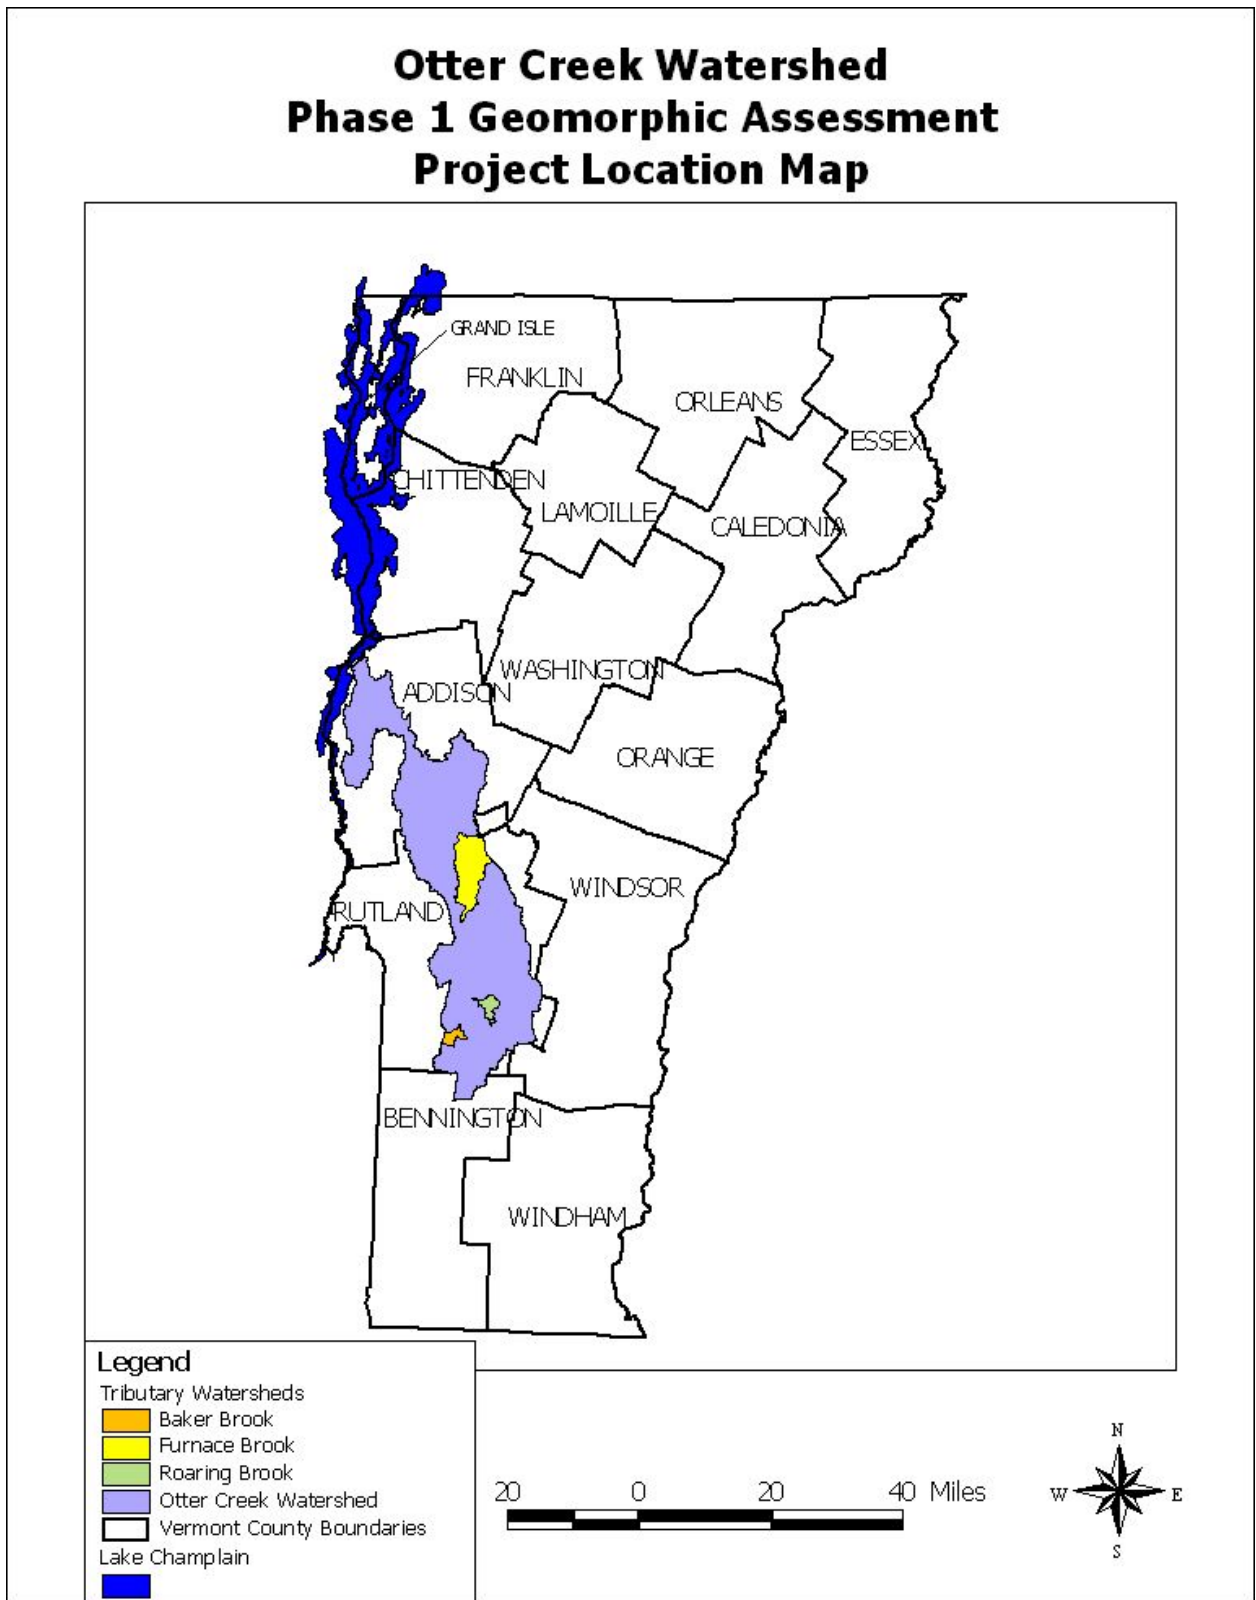 Otter Creek Watershed
Phase 1 Geomorphic Assessment
Project Location Map
GRAND ISLE
FRANKLIN
ORLEANS
ESSEX
CHITTENDEN
LAMOILLE
CALEDONIA
WASHINGTON
ADDISON
ORANGE
WINDSOR
RUTLAND
BENNINGTON
WINDHAM
Legend
Tributary Watersheds
Baker Brook
Furnace Brook
Roaring Brook
Otter Creek Watershed
Vermont County Boundaries
Lake Champlain
20 0 20 40 Miles
N
W E
S